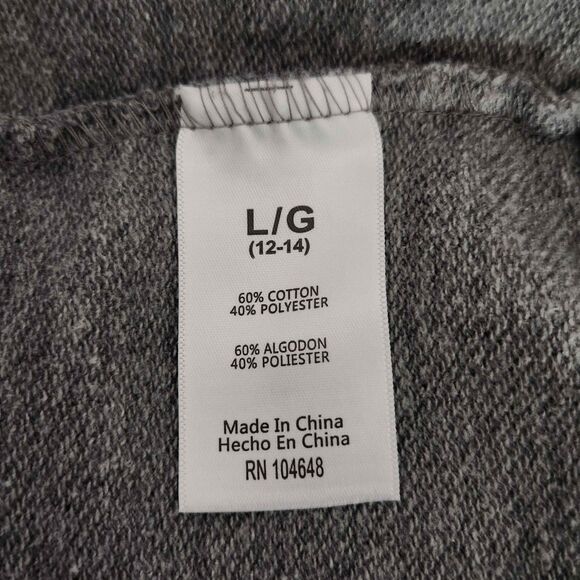 L/G
(12-14)
60% COTTON
40% POLYESTER
60% ALGODON
40% POLIESTER
Made In China
Hecho En China
RN 104648